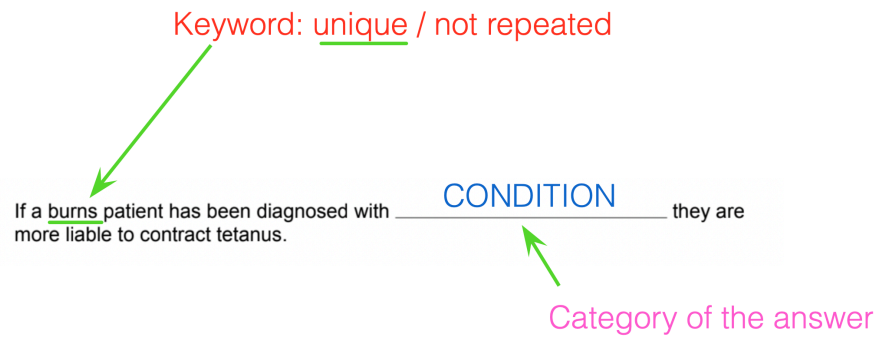 Keyword: unique / not repeated
CONDITION
If a burns patient has been diagnosed with ____________________ they are
more liable to contract tetanus.
Category of the answer